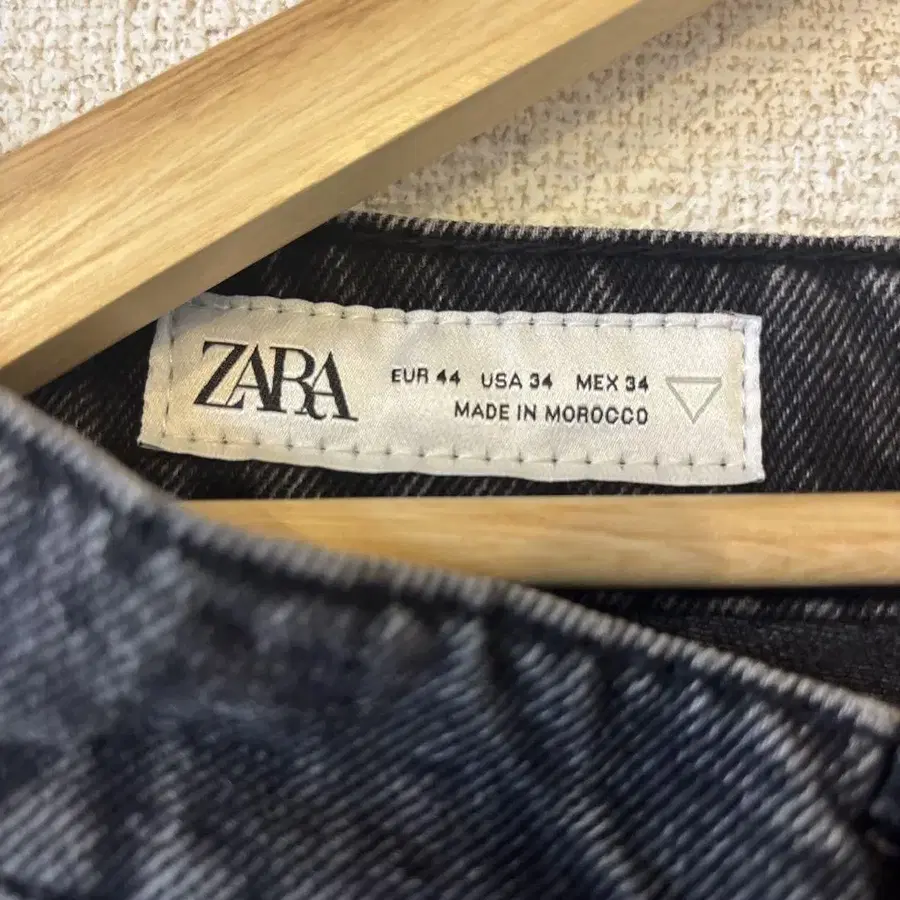 ZARA
EUR 44 USA 34 MEX 34
MADE IN MOROCCO